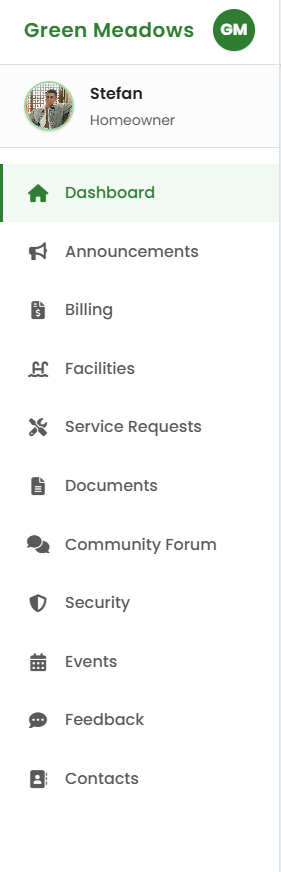 Green Meadows
GM
Stefan
Homeowner
Dashboard
Announcements
Billing
Facilities
Service Requests
Documents
Community Forum
Security
Events
Feedback
Contacts